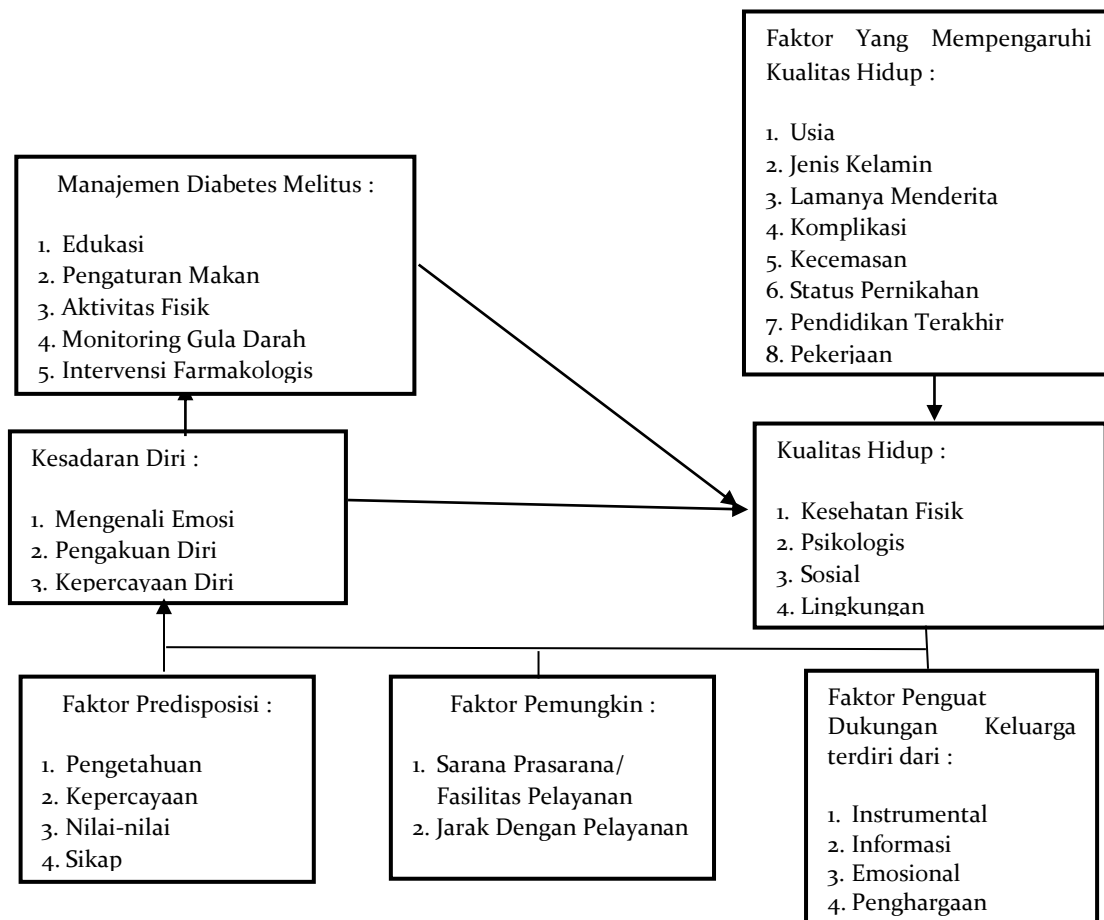 Faktor Yang Mempengaruhi
Kualitas Hidup :
1. Usia
2. Jenis Kelamin
3. Lamanya Menderita
4. Komplikasi
5. Kecemasan
6. Status Pernikahan
7. Pendidikan Terakhir
8. Pekerjaan
Manajemen Diabetes Melitus :
1. Edukasi
2. Pengaturan Makan
3. Aktivitas Fisik
4. Monitoring Gula Darah
5. Intervensi Farmakologis
Kesadaran Diri :
1. Mengenali Emosi
2. Pengakuan Diri
3. Kepercayaan Diri
Kualitas Hidup :
1. Kesehatan Fisik
2. Psikologis
3. Sosial
4. Lingkungan
Faktor Predisposisi :
1. Pengetahuan
2. Kepercayaan
3. Nilai-nilai
4. Sikap
Faktor Pemungkin :
1. Sarana Prasarana/
Fasilitas Pelayanan
2. Jarak Dengan Pelayanan
Faktor Penguat
Dukungan Keluarga
terdiri dari :
1. Instrumental
2. Informasi
3. Emosional
4. Penghargaan